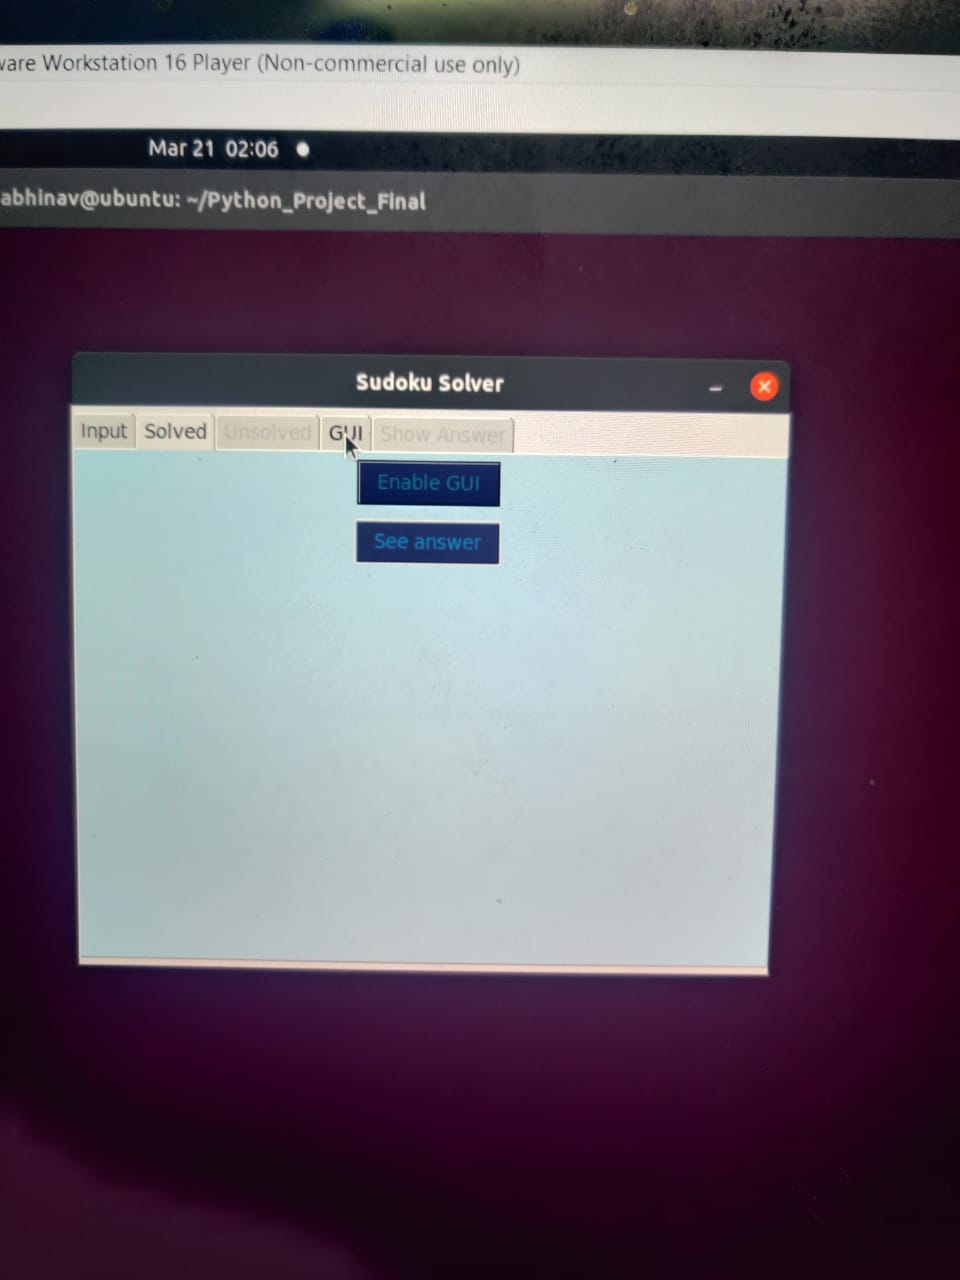 Workstation 16 Player (Non-commercial use only)
Mar 21 02:06
abhinav@ubuntu: ~/Python_Project_Final
Sudoku Solver
Input Solved Unsolved GUI Show Answer
Enable GUI
See answer